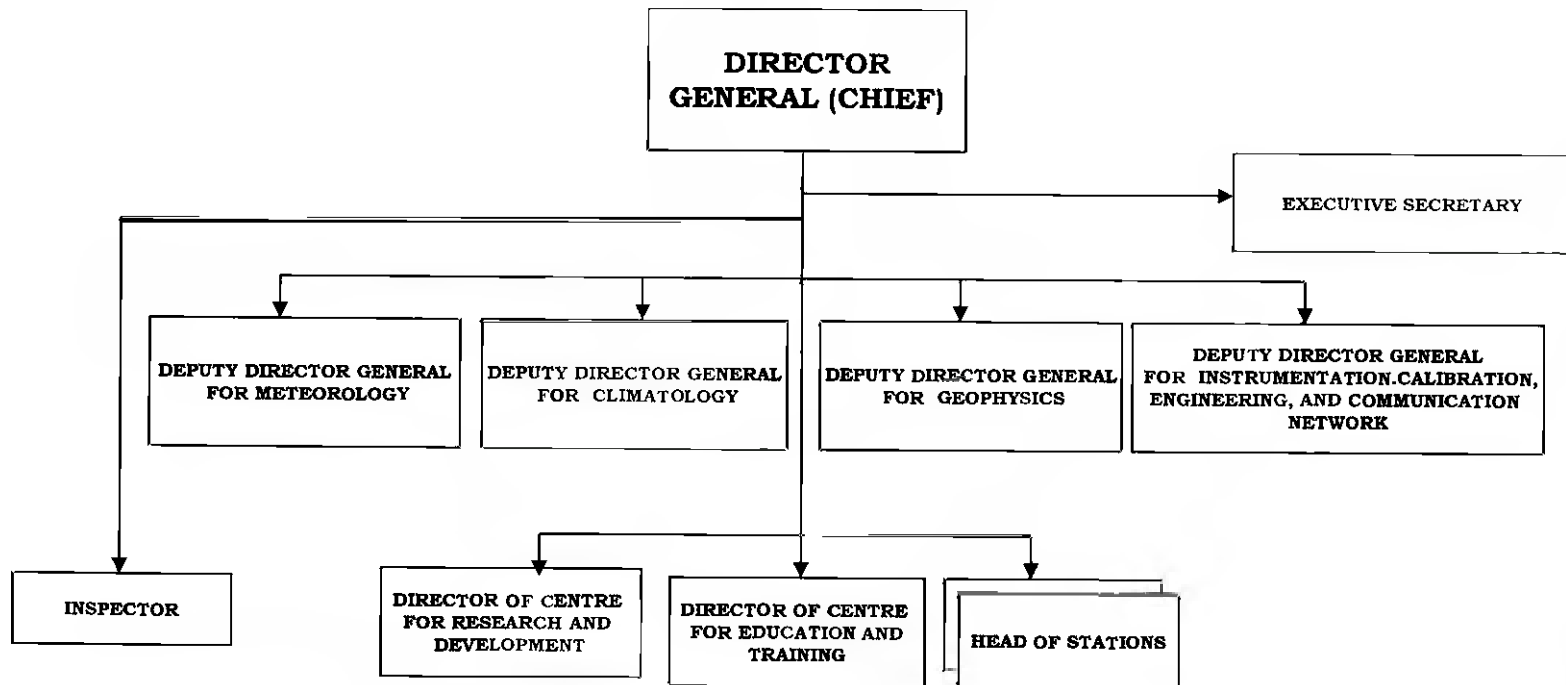 DIRECTOR
GENERAL (CHIEF)
EXECUTIVE SECRETARY
DEPUTY DIRECTOR GENERAL
FOR METEOROLOGY
DEPUTY DIRECTOR GENERAL
FOR CLIMATOLOGY
DEPUTY DIRECTOR GENERAL
FOR GEOPHYSICS
DEPUTY DIRECTOR GENERAL
FOR INSTRUMENTATION.CALIBRATION,
ENGINEERING, AND COMMUNICATION
NETWORK
INSPECTOR
DIRECTOR OF CENTRE
FOR RESEARCH AND
DEVELOPMENT
DIRECTOR OF CENTRE
FOR EDUCATION AND
TRAINING
HEAD OF STATIONS